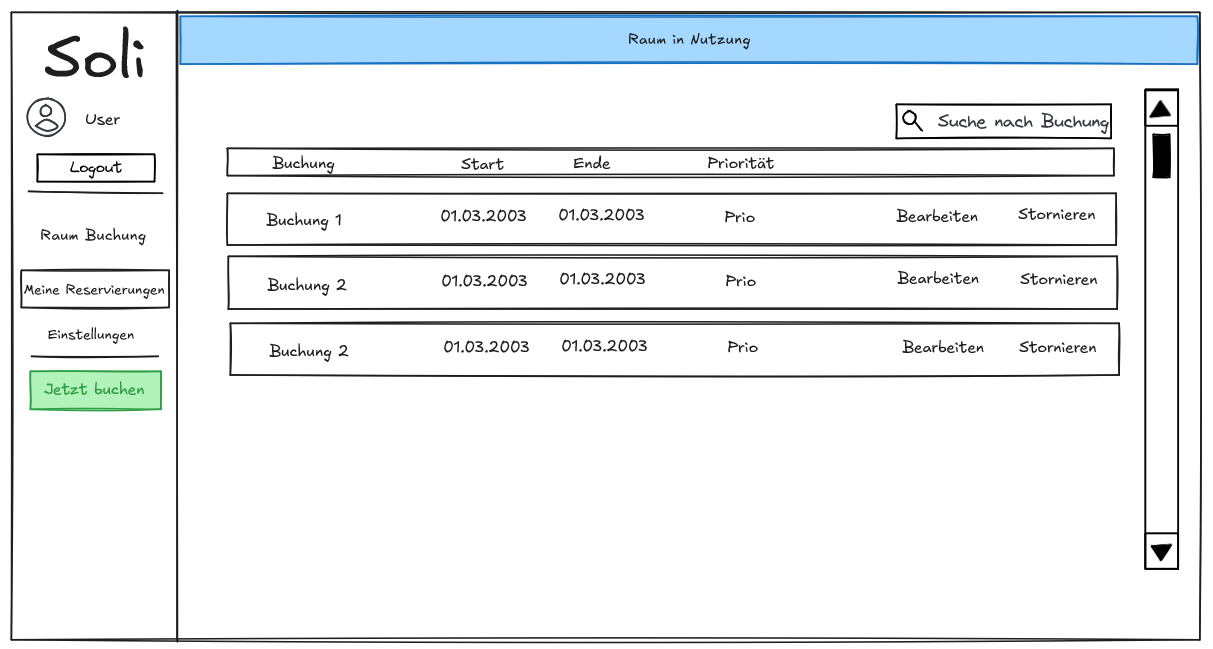 Soli
User
Logout
Raum Buchung
Meine Reservierungen
Einstellungen
Jetzt buchen
Raum in Nutzung
Suche nach Buchung
Buchung Start Ende Priorität
Buchung 1 01.03.2003 01.03.2003 Prio Bearbeiten Stornieren
Buchung 2 01.03.2003 01.03.2003 Prio Bearbeiten Stornieren
Buchung 2 01.03.2003 01.03.2003 Prio Bearbeiten Stornieren